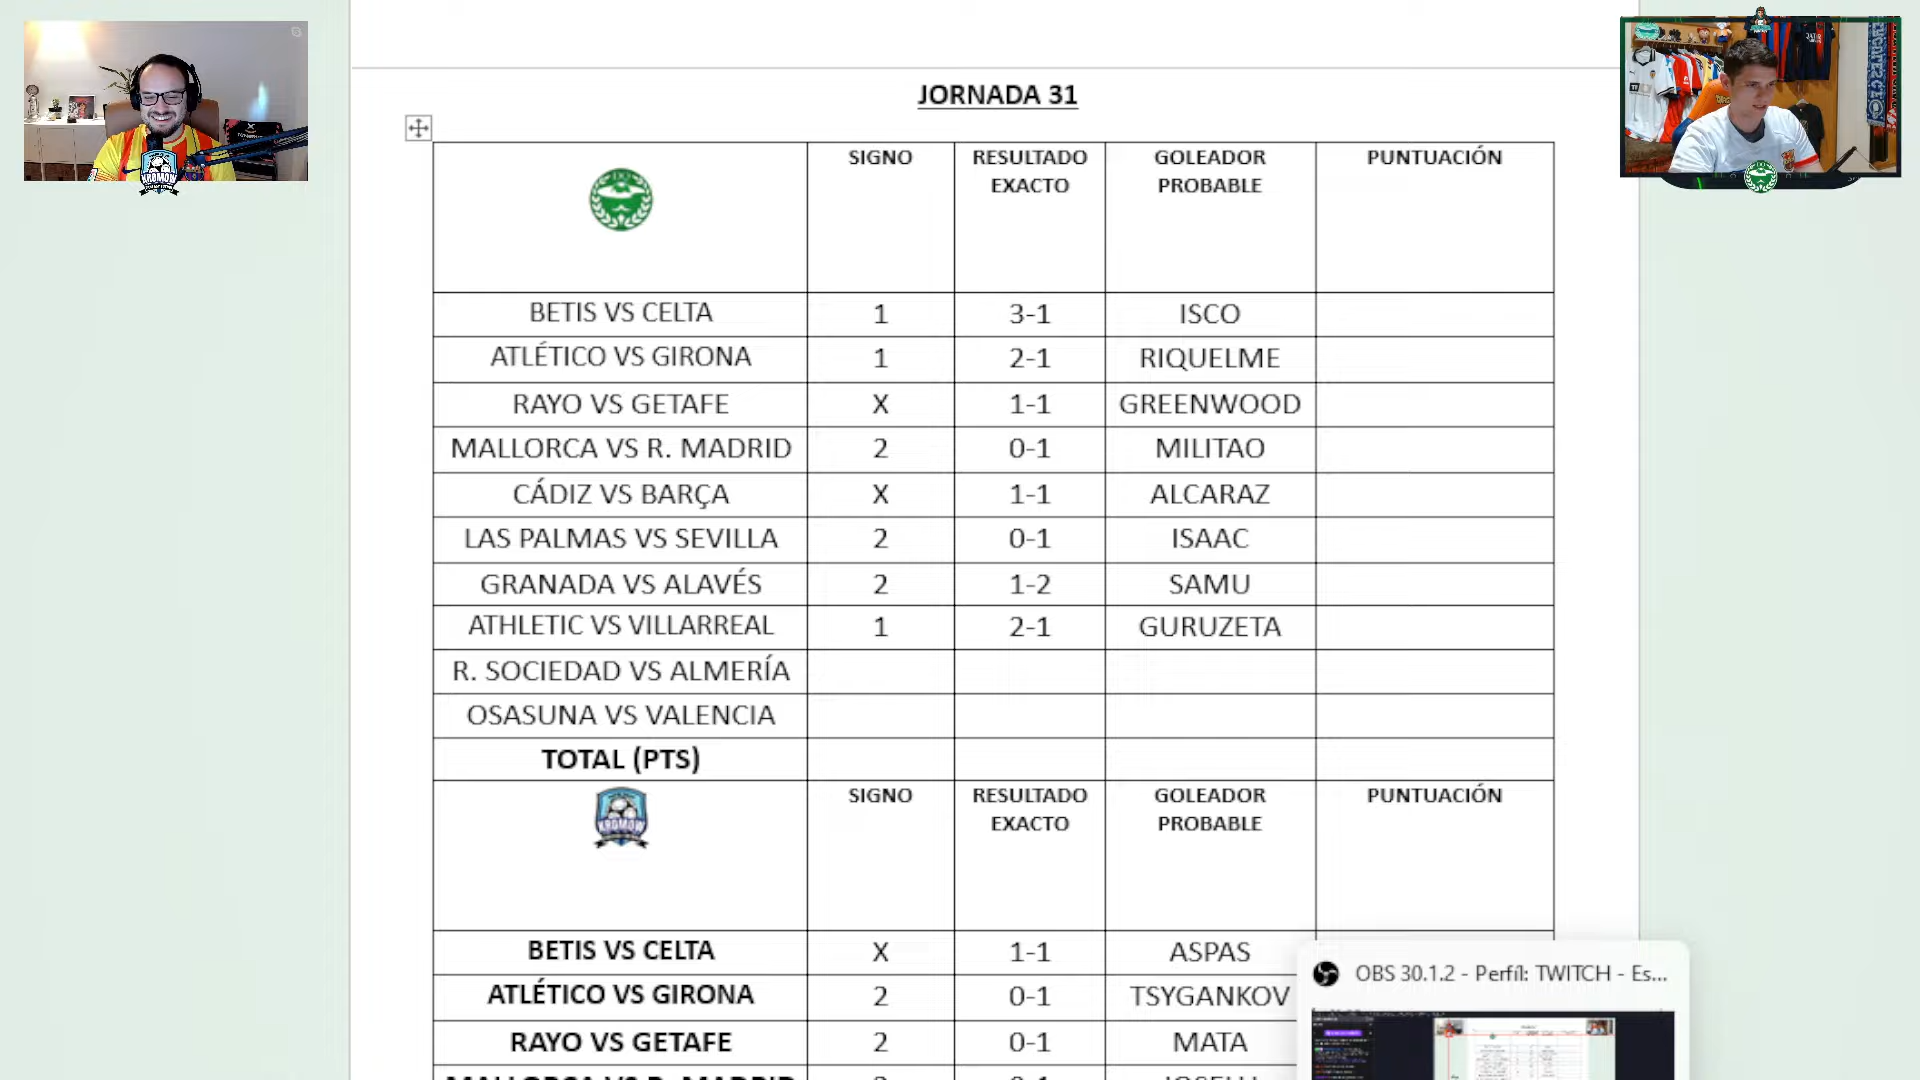 JORNADA 31
SIGNO RESULTADO EXACTO GOLEADOR PROBABLE PUNTUACIÓN
BETIS VS CELTA 1 3-1 ISCO
ATLÉTICO VS GIRONA 1 2-1 RIQUELME
RAYO VS GETAFE X 1-1 GREENWOOD
MALLORCA VS R. MADRID 2 0-1 MILITAO
CÁDIZ VS BARÇA X 1-1 ALCARAZ
LAS PALMAS VS SEVILLA 2 0-1 ISAAC
GRANADA VS ALAVÉS 2 1-2 SAMU
ATHLETIC VS VILLARREAL 1 2-1 GURUZETA
R. SOCIEDAD VS ALMERÍA
OSASUNA VS VALENCIA
TOTAL (PTS)
KROMOW SIGNO RESULTADO EXACTO GOLEADOR PROBABLE PUNTUACIÓN
BETIS VS CELTA X 1-1 ASPAS
ATLÉTICO VS GIRONA 2 0-1 TSYGANKOV
RAYO VS GETAFE 2 0-1 MATA
OBS 30.1.2 - Perfil: TWITCH - Es...
KROMOW